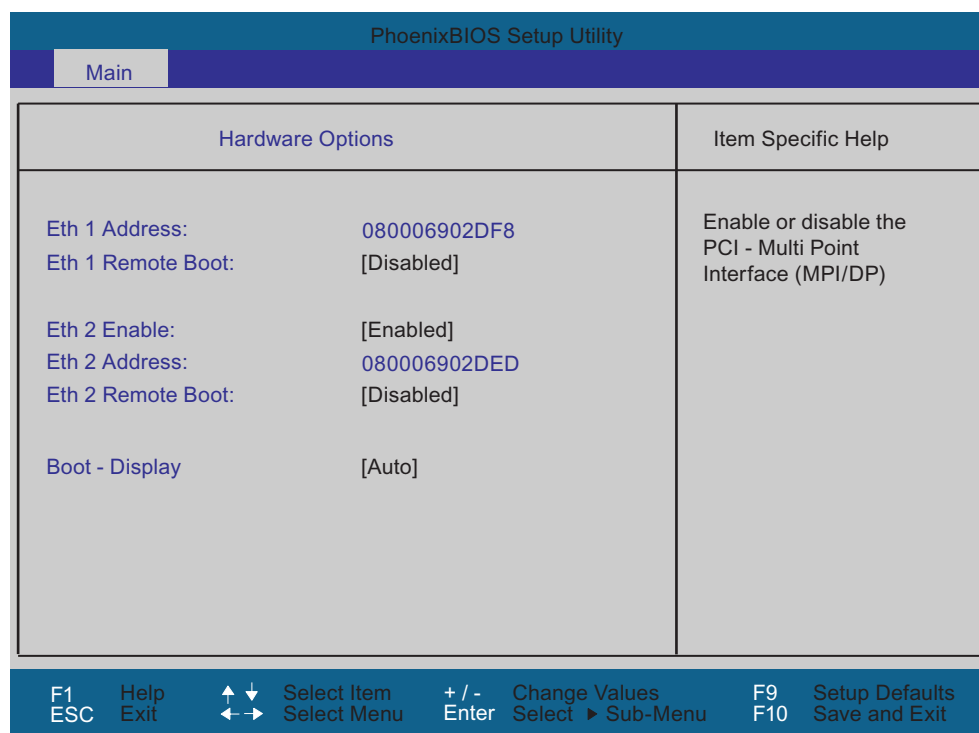 PhoenixBIOS Setup Utility
Main
Hardware Options
Item Specific Help
Eth 1 Address: 080006902DF8
Eth 1 Remote Boot: [Disabled]
Eth 2 Enable: [Enabled]
Eth 2 Address: 080006902DED
Eth 2 Remote Boot: [Disabled]
Boot - Display [Auto]
Enable or disable the
PCI - Multi Point
Interface (MPI/DP)
F1 Help Select Item + / - Change Values F9 Setup Defaults
ESC Exit Select Menu Enter Select ▶ Sub-Menu F10 Save and Exit